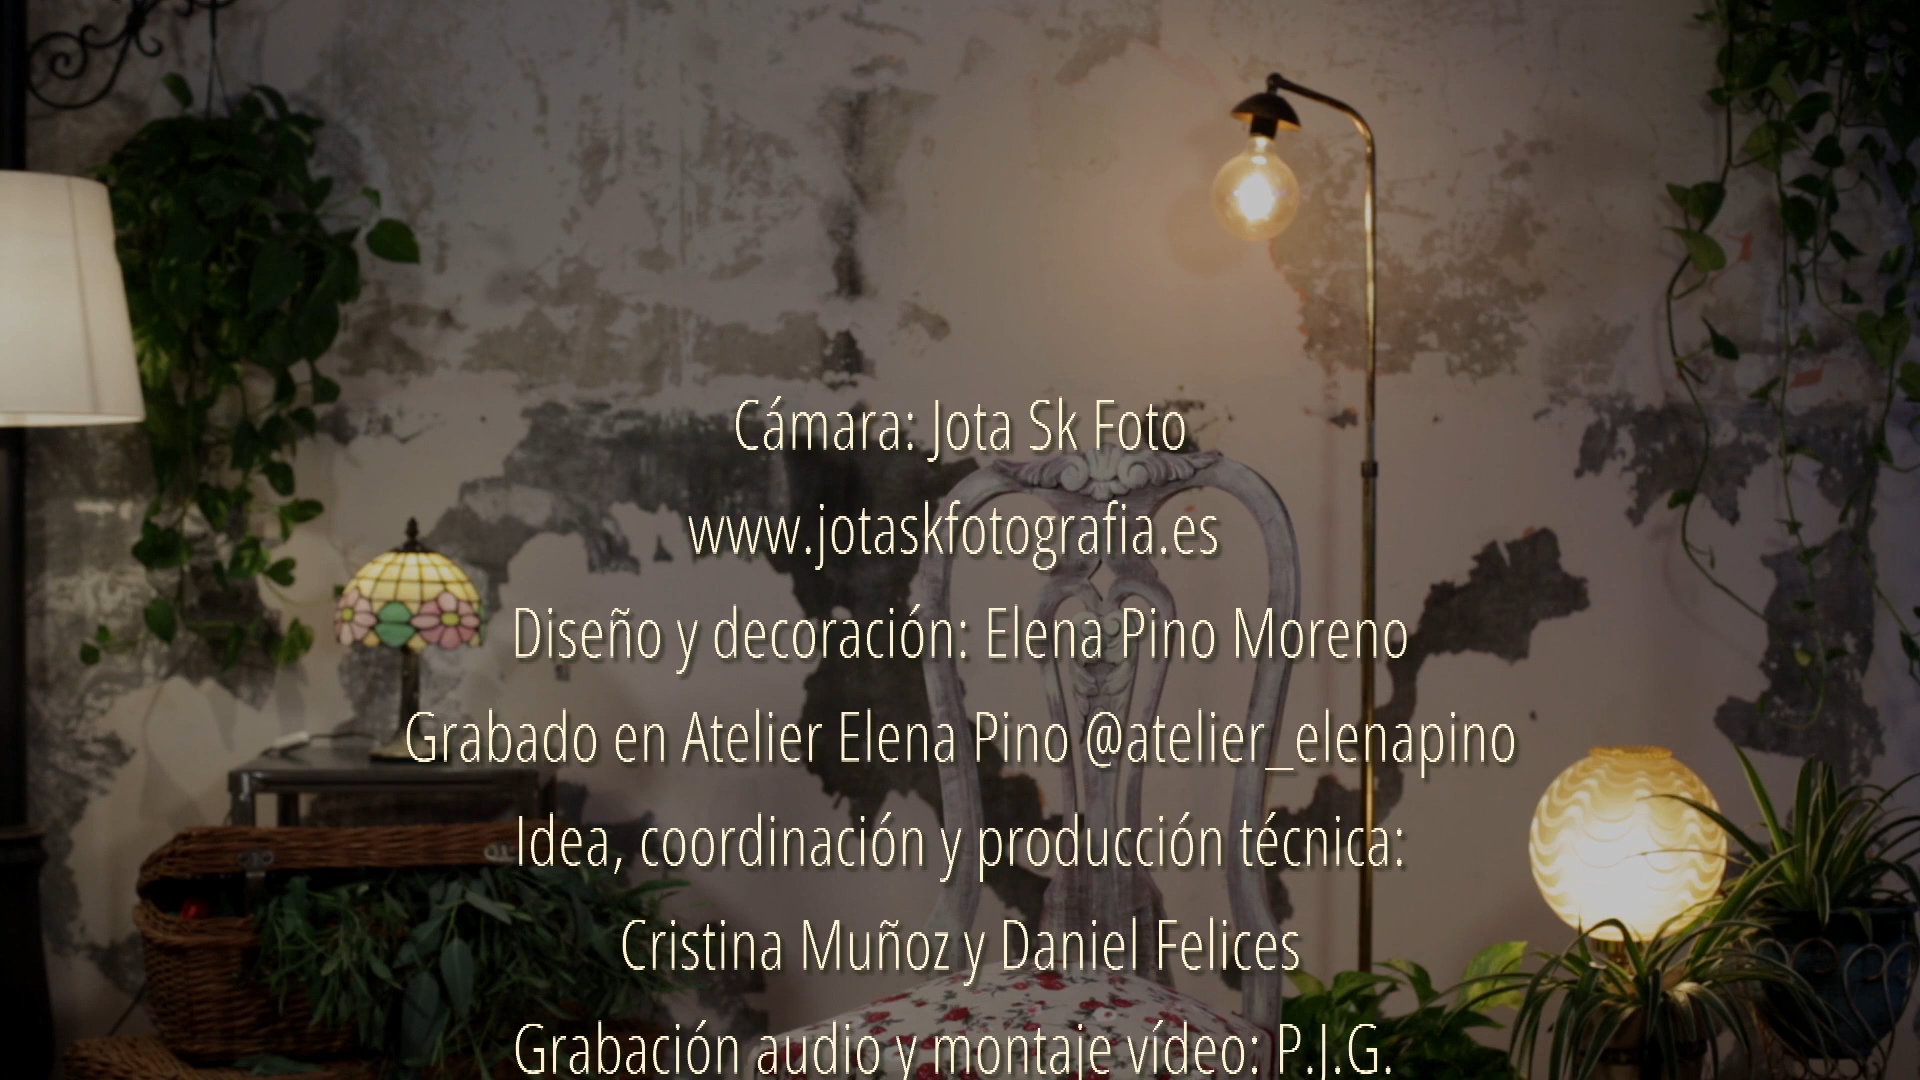 Cámara: Jota Sk Foto
www.jotaskfotografia.es
Diseño y decoración: Elena Pino Moreno
Grabado en Atelier Elena Pino @atelier_elenapino
Idea, coordinación y producción técnica:
Cristina Muñoz y Daniel Felices
Grabación audio y montaje vídeo: P.J.G.